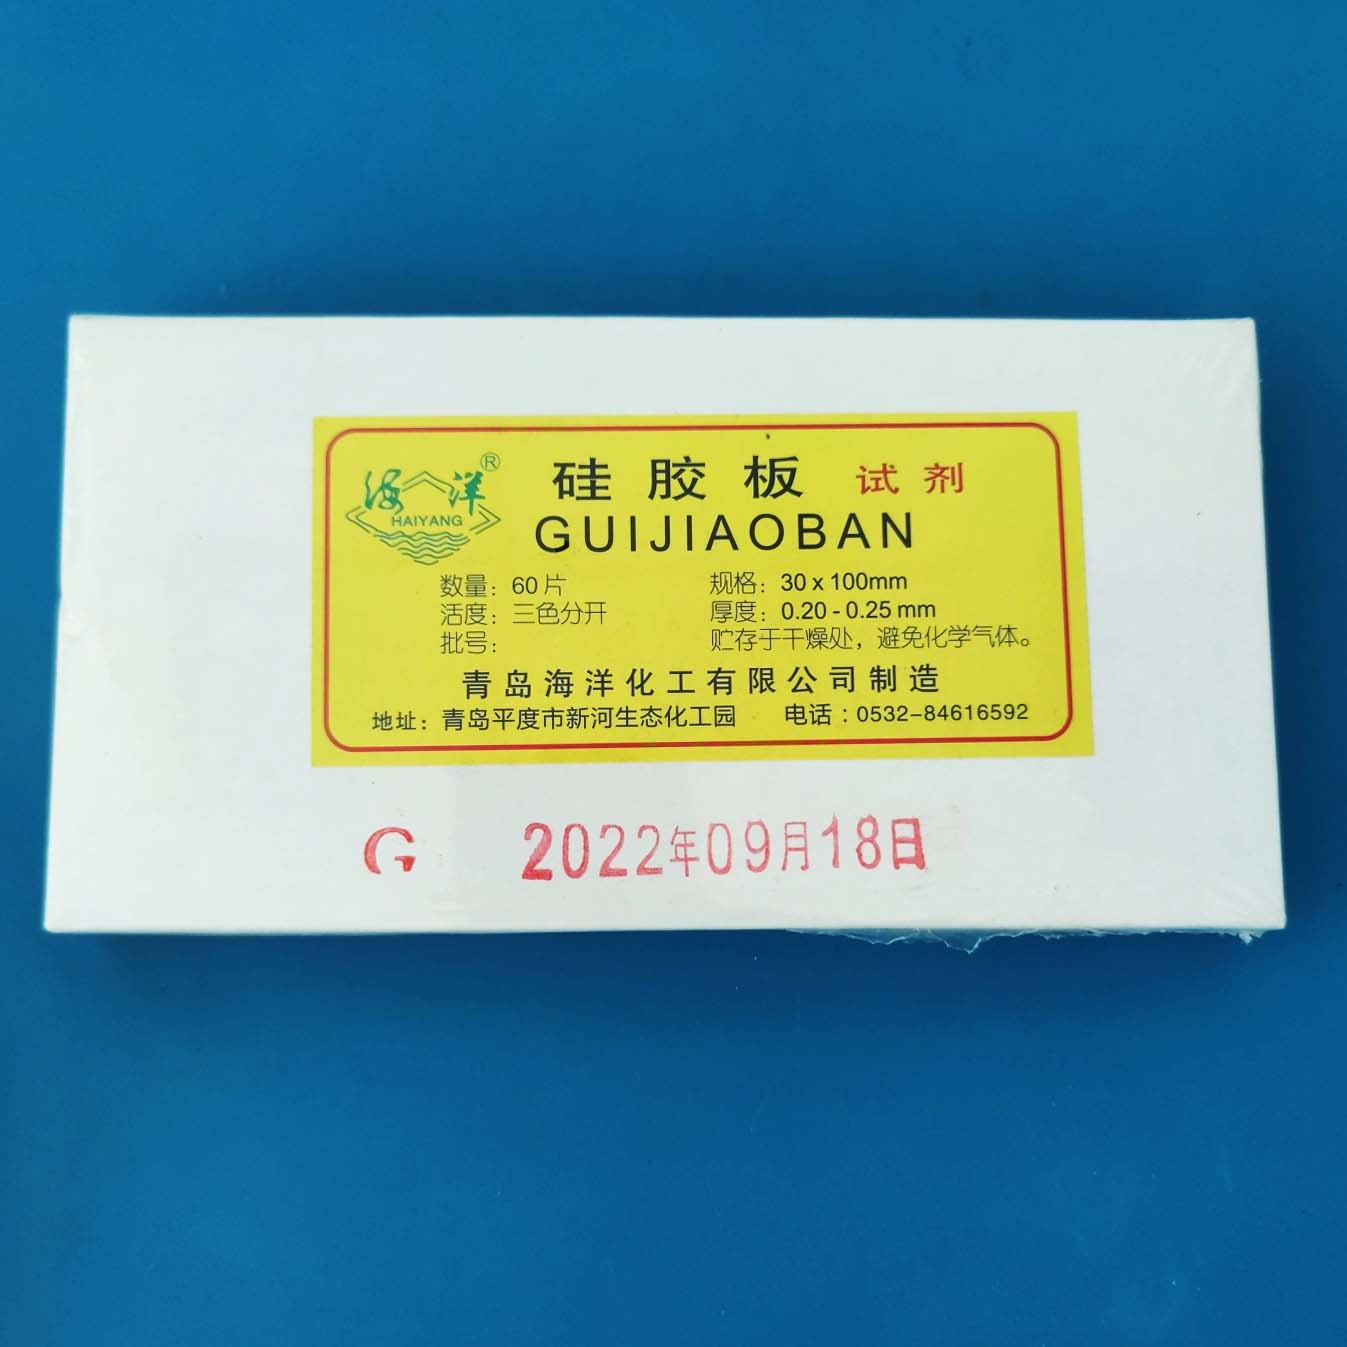 海洋®
HAIYANG
硅胶板 试剂
GUIJIAOBAN
数量：60片 规格：30 x 100mm
活度：三色分开 厚度：0.20 - 0.25 mm
批号： 贮存于干燥处，避免化学气体。
青岛海洋化工有限公司制造
地址：青岛平度市新河生态化工园 电话：0532-84616592
G 2022年09月18日